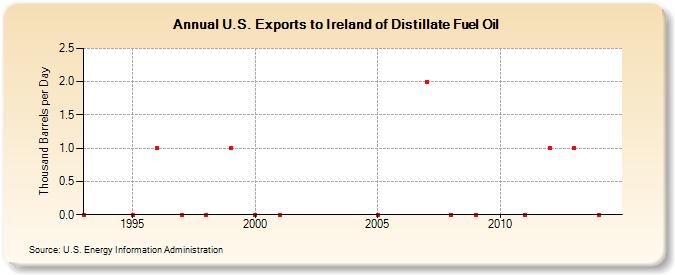 Annual U.S. Exports to Ireland of Distillate Fuel Oil
Thousand Barrels per Day
2.5
2.0
1.5
1.0
0.5
0.0
1995 2000 2005 2010
Source: U.S. Energy Information Administration